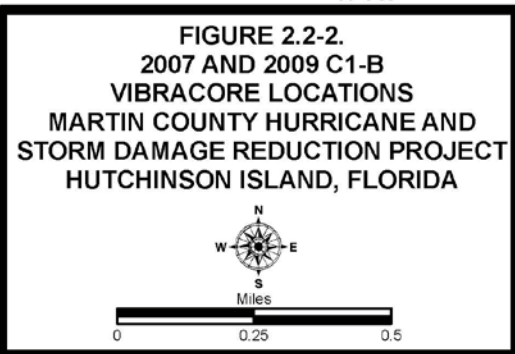 FIGURE 2.2-2.
2007 AND 2009 C1-B
VIBRACORE LOCATIONS
MARTIN COUNTY HURRICANE AND
STORM DAMAGE REDUCTION PROJECT
HUTCHINSON ISLAND, FLORIDA
N
W E
S
Miles
0 0.25 0.5